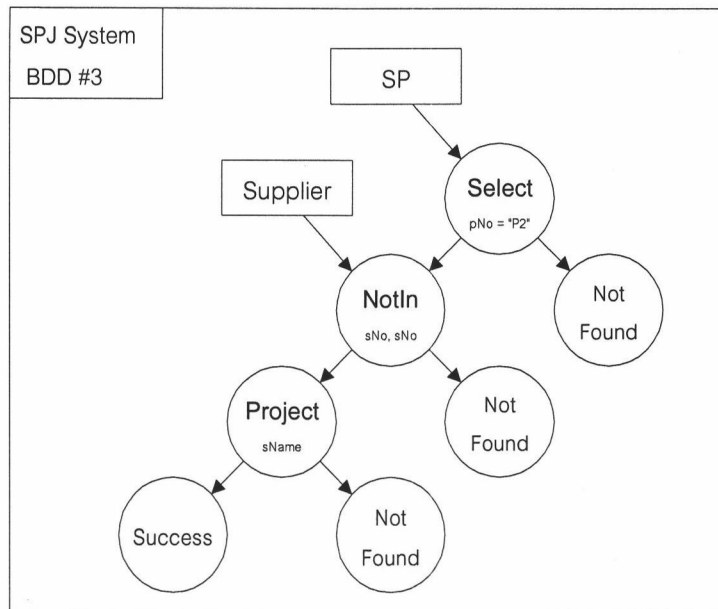 SPJ System
BDD #3
SP
Select
pNo = "P2"
Supplier
NotIn
sNo, sNo
Not
Found
Project
sName
Not
Found
Success
Not
Found